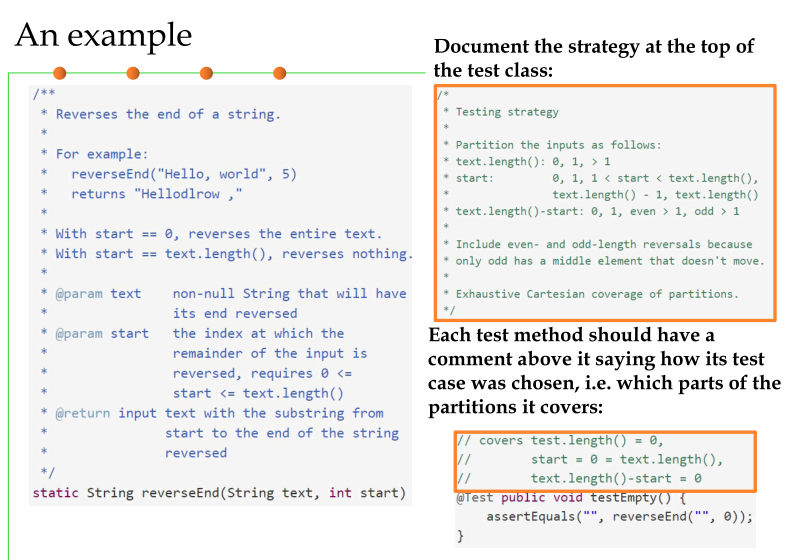 An example
/**
 * Reverses the end of a string.
 *
 * For example:
 *   reverseEnd("Hello, world", 5)
 *   returns "Hellodlrow ,"
 *
 * With start == 0, reverses the entire text.
 * With start == text.length(), reverses nothing.
 *
 * @param text    non-null String that will have
 *                its end reversed
 * @param start   the index at which the
 *                remainder of the input is
 *                reversed, requires 0 <=
 *                start <= text.length()
 * @return input text with the substring from
 *               start to the end of the string
 *               reversed
 */
static String reverseEnd(String text, int start)
Document the strategy at the top of
the test class:
/*
 * Testing strategy
 *
 * Partition the inputs as follows:
 * text.length(): 0, 1, > 1
 * start:         0, 1, 1 < start < text.length(),
 *                text.length() - 1, text.length()
 * text.length()-start: 0, 1, even > 1, odd > 1
 *
 * Include even- and odd-length reversals because
 * only odd has a middle element that doesn't move.
 *
 * Exhaustive Cartesian coverage of partitions.
 */
Each test method should have a
comment above it saying how its test
case was chosen, i.e. which parts of the
partitions it covers:
// covers test.length() = 0,
//        start = 0 = text.length(),
//        text.length()-start = 0
@Test public void testEmpty() {
    assertEquals("", reverseEnd("", 0));
}